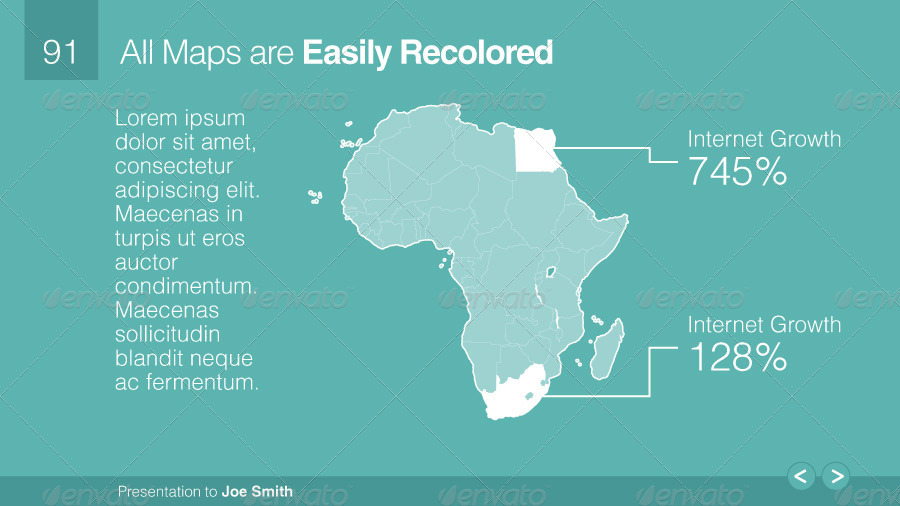 91
All Maps are Easily Recolored
Lorem ipsum
dolor sit amet,
consectetur
adipiscing elit.
Maecenas in
turpis ut eros
auctor
condimentum.
Maecenas
sollicitudin
blandit neque
ac fermentum.
Internet Growth
745%
Internet Growth
128%
Presentation to Joe Smith
< >
envato envato envato envato envato
envato envato envato envato envato
envato envato envato envato envato